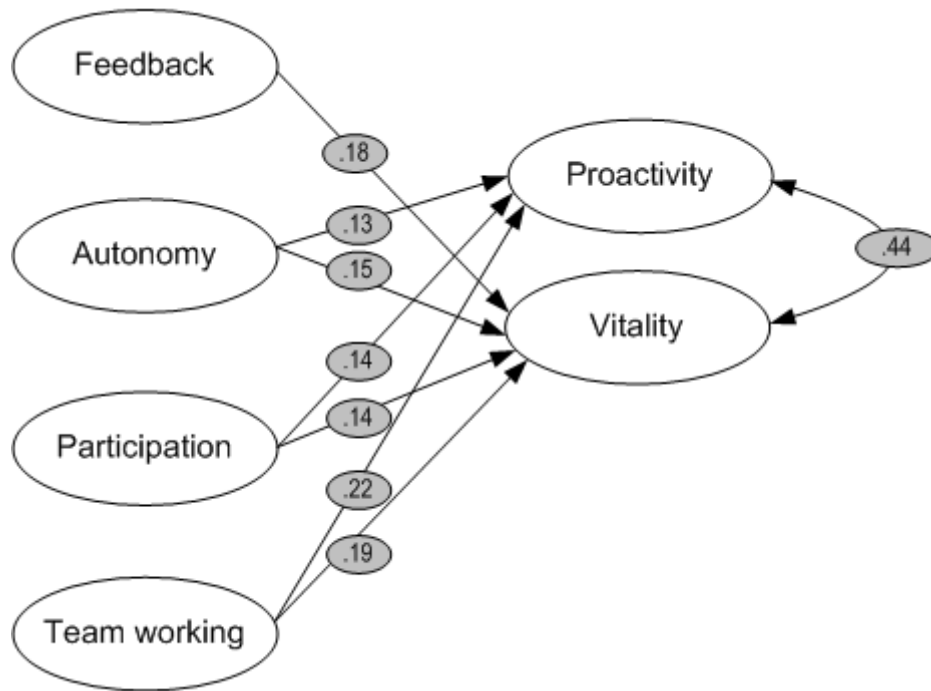 Feedback
.18
Proactivity
.13
Autonomy
.44
.15
Vitality
.14
Participation
.14
.22
.19
Team working